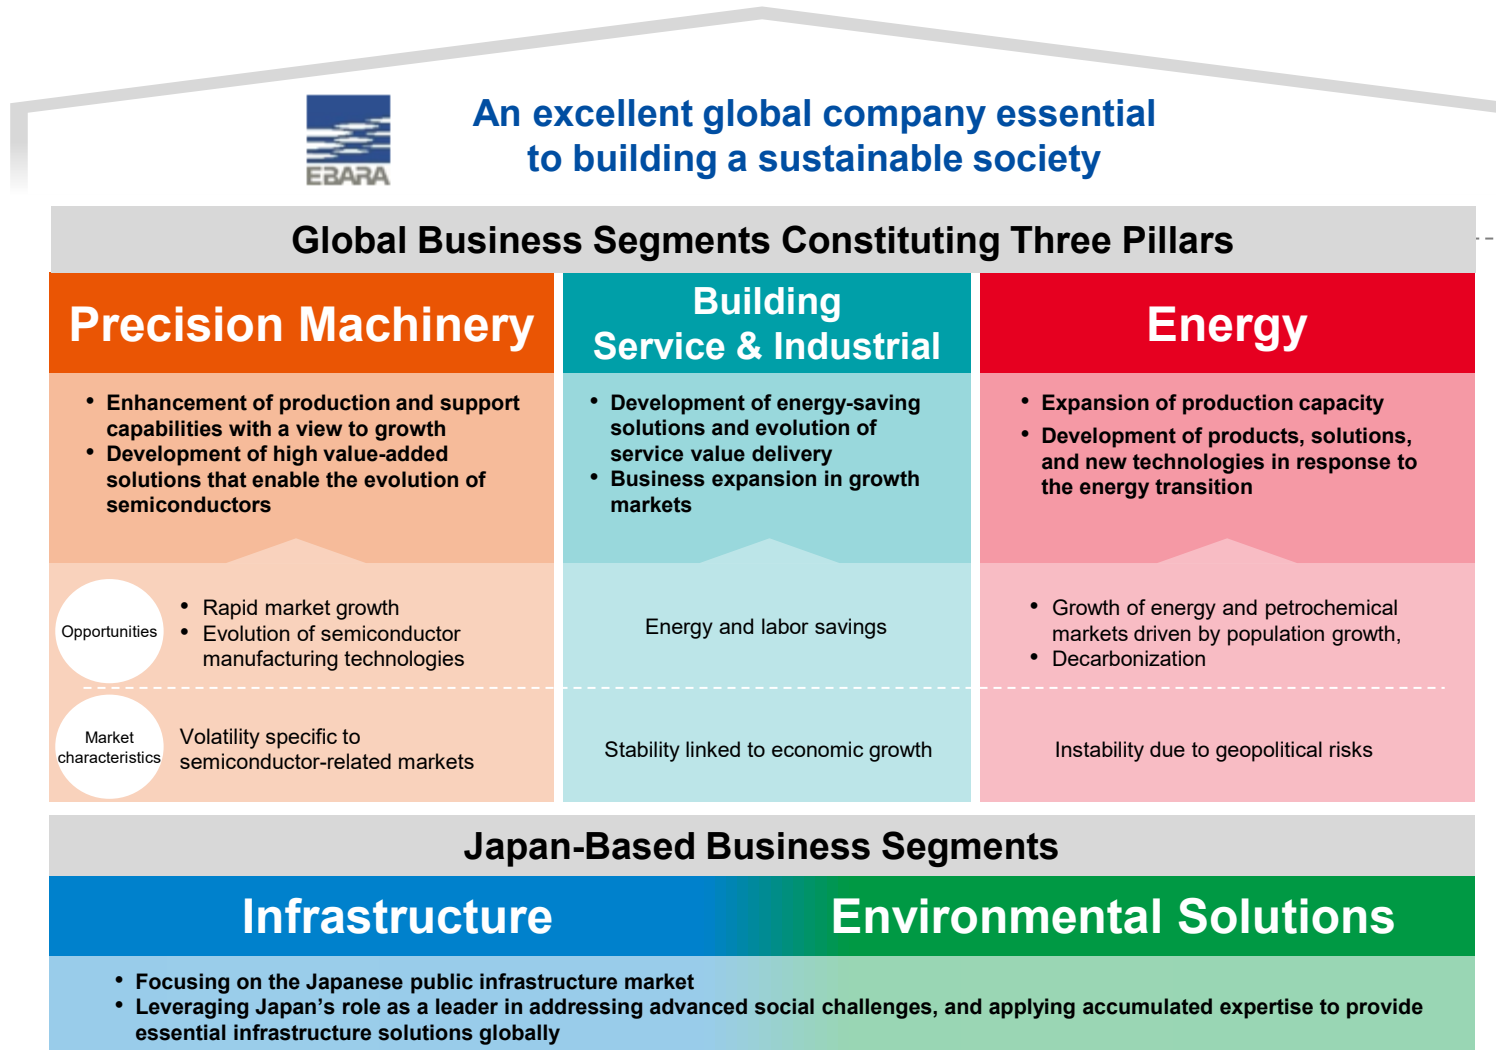 EBARA
An excellent global company essential
to building a sustainable society
Global Business Segments Constituting Three Pillars
Precision Machinery
• Enhancement of production and support
capabilities with a view to growth
• Development of high value-added
solutions that enable the evolution of
semiconductors
Building
Service & Industrial
• Development of energy-saving
solutions and evolution of
service value delivery
• Business expansion in growth
markets
Energy
• Expansion of production capacity
• Development of products, solutions,
and new technologies in response to
the energy transition
Opportunities
• Rapid market growth
• Evolution of semiconductor
manufacturing technologies
Energy and labor savings
• Growth of energy and petrochemical
markets driven by population growth,
• Decarbonization
Market
characteristics
Volatility specific to
semiconductor-related markets
Stability linked to economic growth
Instability due to geopolitical risks
Japan-Based Business Segments
Infrastructure
Environmental Solutions
• Focusing on the Japanese public infrastructure market
• Leveraging Japan’s role as a leader in addressing advanced social challenges, and applying accumulated expertise to provide
essential infrastructure solutions globally